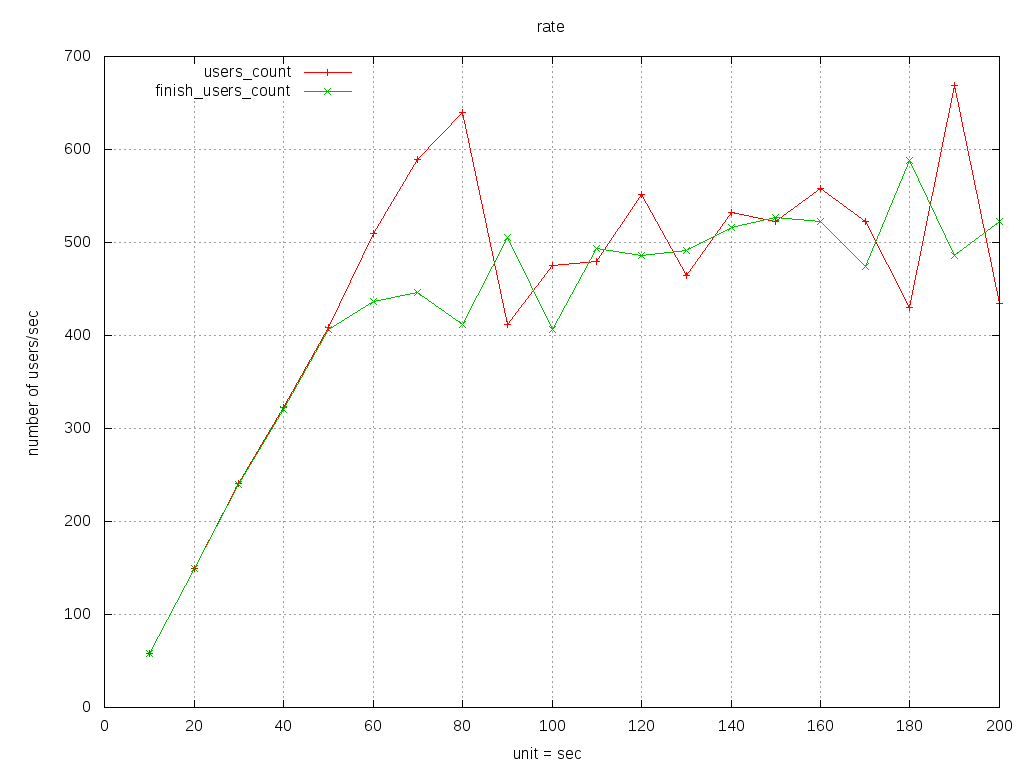 rate
700
600
500
400
300
200
100
0
users_count
finish_users_count
number of users/sec
0 20 40 60 80 100 120 140 160 180 200
unit = sec